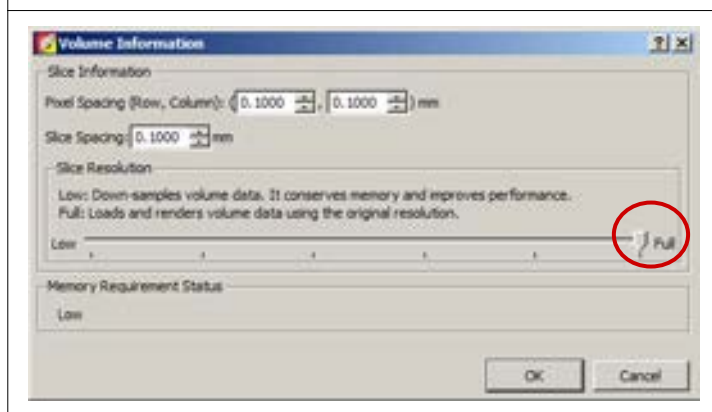 Volume Information
Slice Information
Pixel Spacing (Row, Column): (0.1000 , 0.1000 ) mm
Slice Spacing: 0.1000 mm
Slice Resolution
Low: Down-samples volume data. It conserves memory and improves performance.
Full: Loads and renders volume data using the original resolution.
Low Full
Memory Requirement Status
Low
OK Cancel